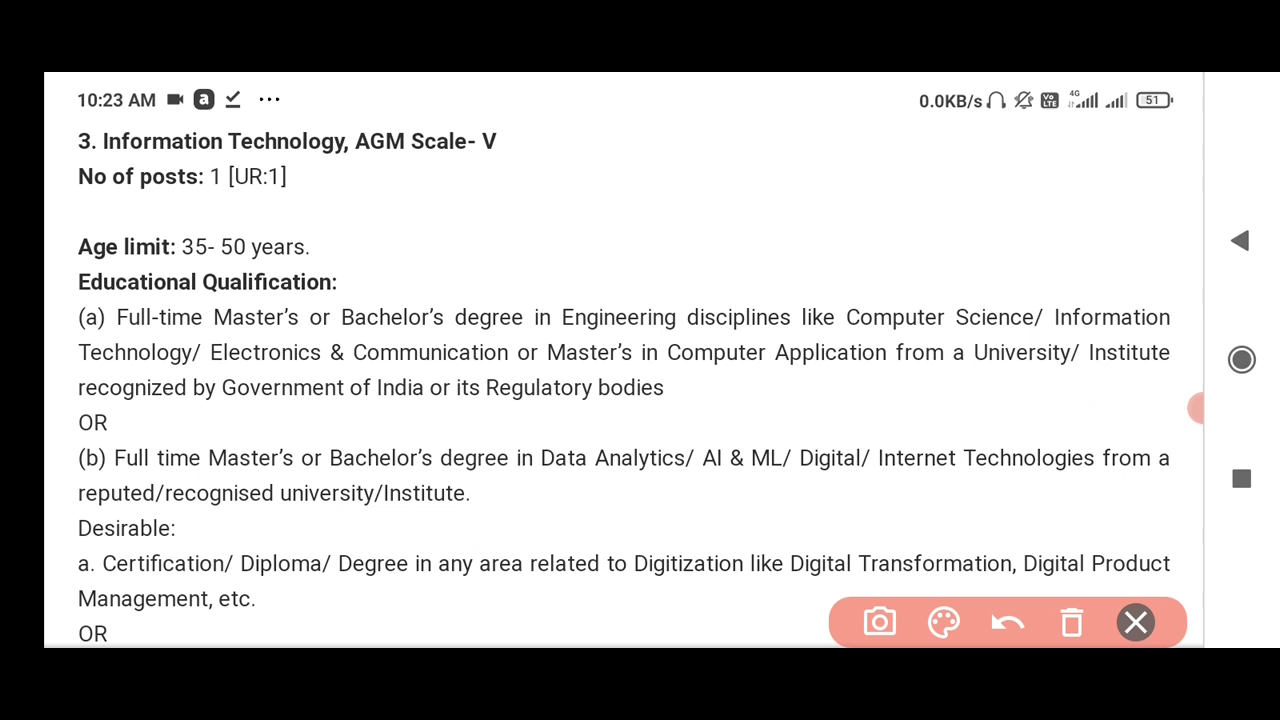 10:23 AM a ... 0.0KB/s Vo LTE 4G 51
3. Information Technology, AGM Scale- V
No of posts: 1 [UR:1]
Age limit: 35- 50 years.
Educational Qualification:
(a) Full-time Master’s or Bachelor’s degree in Engineering disciplines like Computer Science/ Information
Technology/ Electronics & Communication or Master’s in Computer Application from a University/ Institute
recognized by Government of India or its Regulatory bodies
OR
(b) Full time Master’s or Bachelor’s degree in Data Analytics/ AI & ML/ Digital/ Internet Technologies from a
reputed/recognised university/Institute.
Desirable:
a. Certification/ Diploma/ Degree in any area related to Digitization like Digital Transformation, Digital Product
Management, etc.
OR